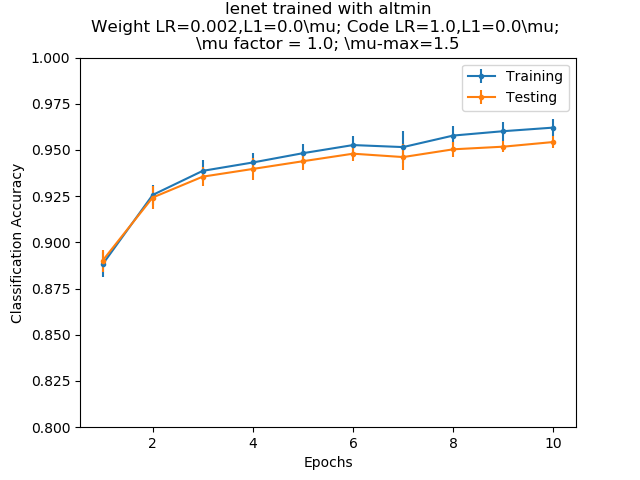 lenet trained with altmin
Weight LR=0.002,L1=0.0\mu; Code LR=1.0,L1=0.0\mu;
\mu factor = 1.0; \mu-max=1.5
Training
Testing
1.000
0.975
0.950
0.925
0.900
0.875
0.850
0.825
0.800
Classification Accuracy
2 4 6 8 10
Epochs